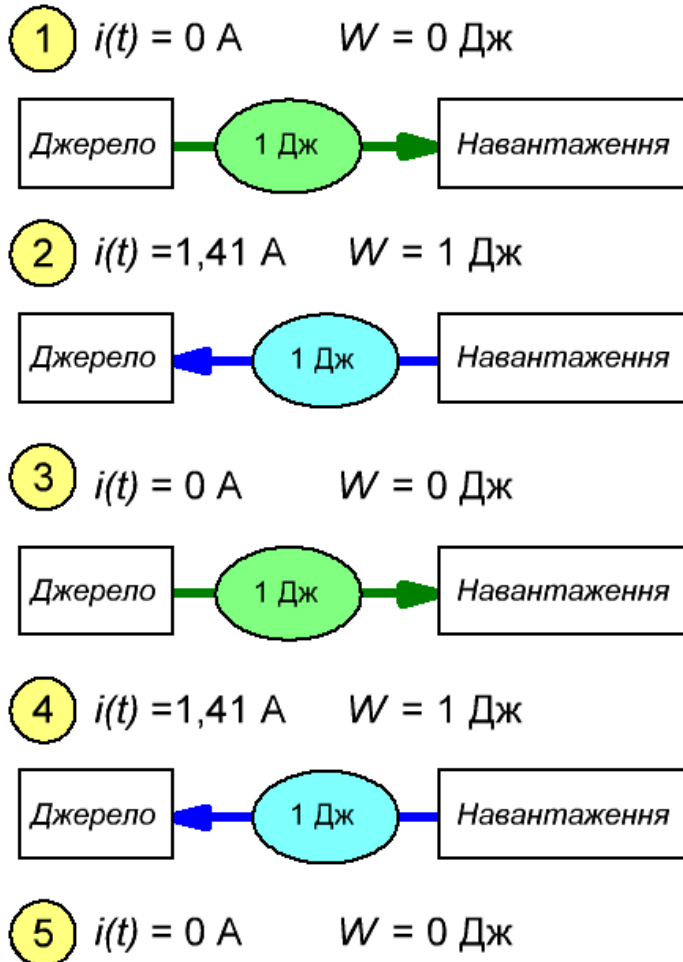 1 i(t) = 0 А W = 0 Дж
Джерело 1 Дж Навантаження
2 i(t) =1,41 А W = 1 Дж
Джерело 1 Дж Навантаження
3 i(t) = 0 А W = 0 Дж
Джерело 1 Дж Навантаження
4 i(t) =1,41 А W = 1 Дж
Джерело 1 Дж Навантаження
5 i(t) = 0 А W = 0 Дж